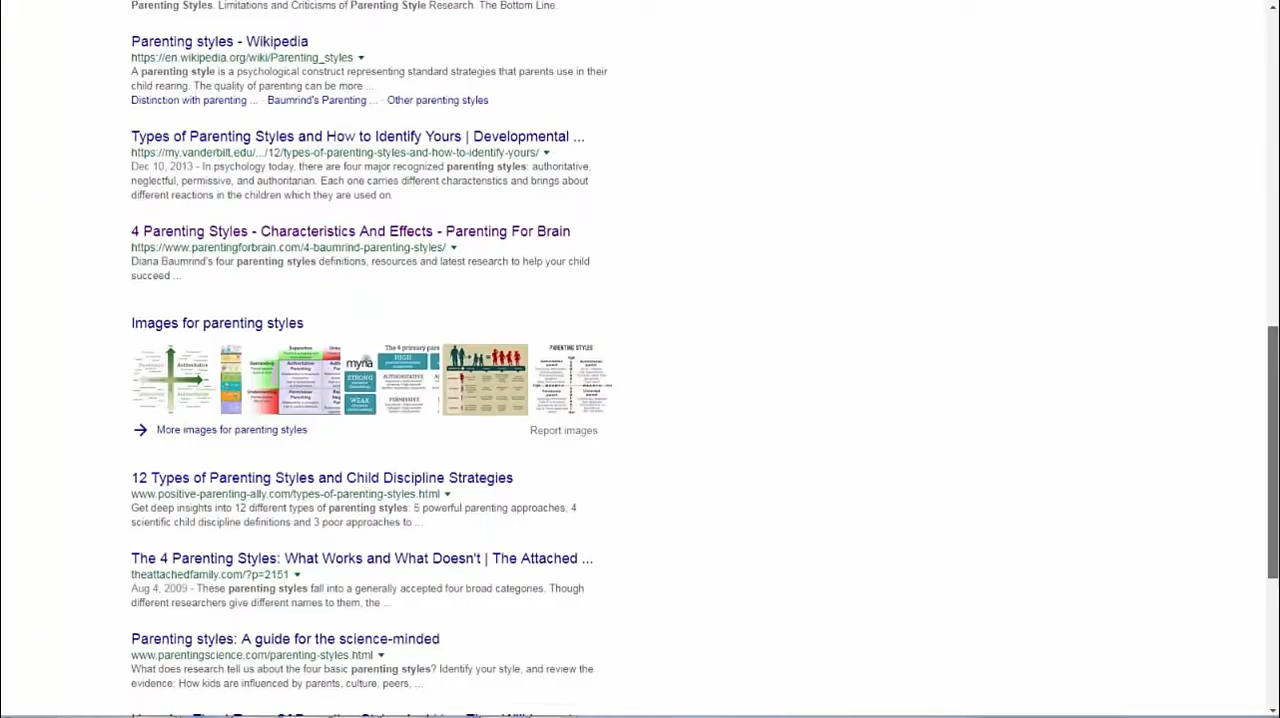 Parenting Styles. Limitations and Criticisms of Parenting Style Research. The Bottom Line.
Parenting styles - Wikipedia
https://en.wikipedia.org/wiki/Parenting_styles
A parenting style is a psychological construct representing standard strategies that parents use in their
child rearing. The quality of parenting can be more ...
Distinction with parenting ... · Baumrind's Parenting ... · Other parenting styles
Types of Parenting Styles and How to Identify Yours | Developmental ...
https://my.vanderbilt.edu/.../12/types-of-parenting-styles-and-how-to-identify-yours/
Dec 10, 2013 - In psychology today, there are four major recognized parenting styles: authoritative,
neglectful, permissive, and authoritarian. Each one carries different characteristics and brings about
different reactions in the children which they are used on.
4 Parenting Styles - Characteristics And Effects - Parenting For Brain
https://www.parentingforbrain.com/4-baumrind-parenting-styles/
Diana Baumrind's four parenting styles definitions, resources and latest research to help your child
succeed ...
Images for parenting styles
myria
The 4 primary pare
HIGH
STRONG
WEAK
AUTHORITATIVE
PERMISSIVE
PARENTING STYLES
More images for parenting styles
Report images
12 Types of Parenting Styles and Child Discipline Strategies
www.positive-parenting-ally.com/types-of-parenting-styles.html
Get deep insights into 12 different types of parenting styles: 5 powerful parenting approaches, 4
scientific child discipline definitions and 3 poor approaches to ...
The 4 Parenting Styles: What Works and What Doesn't | The Attached ...
theattachedfamily.com/?p=2151
Aug 4, 2009 - These parenting styles fall into a generally accepted four broad categories. Though
different researchers give different names to them, the ...
Parenting styles: A guide for the science-minded
www.parentingscience.com/parenting-styles.html
What does research tell us about the four basic parenting styles? Identify your style, and review the
evidence: How kids are influenced by parents, culture, peers, ...